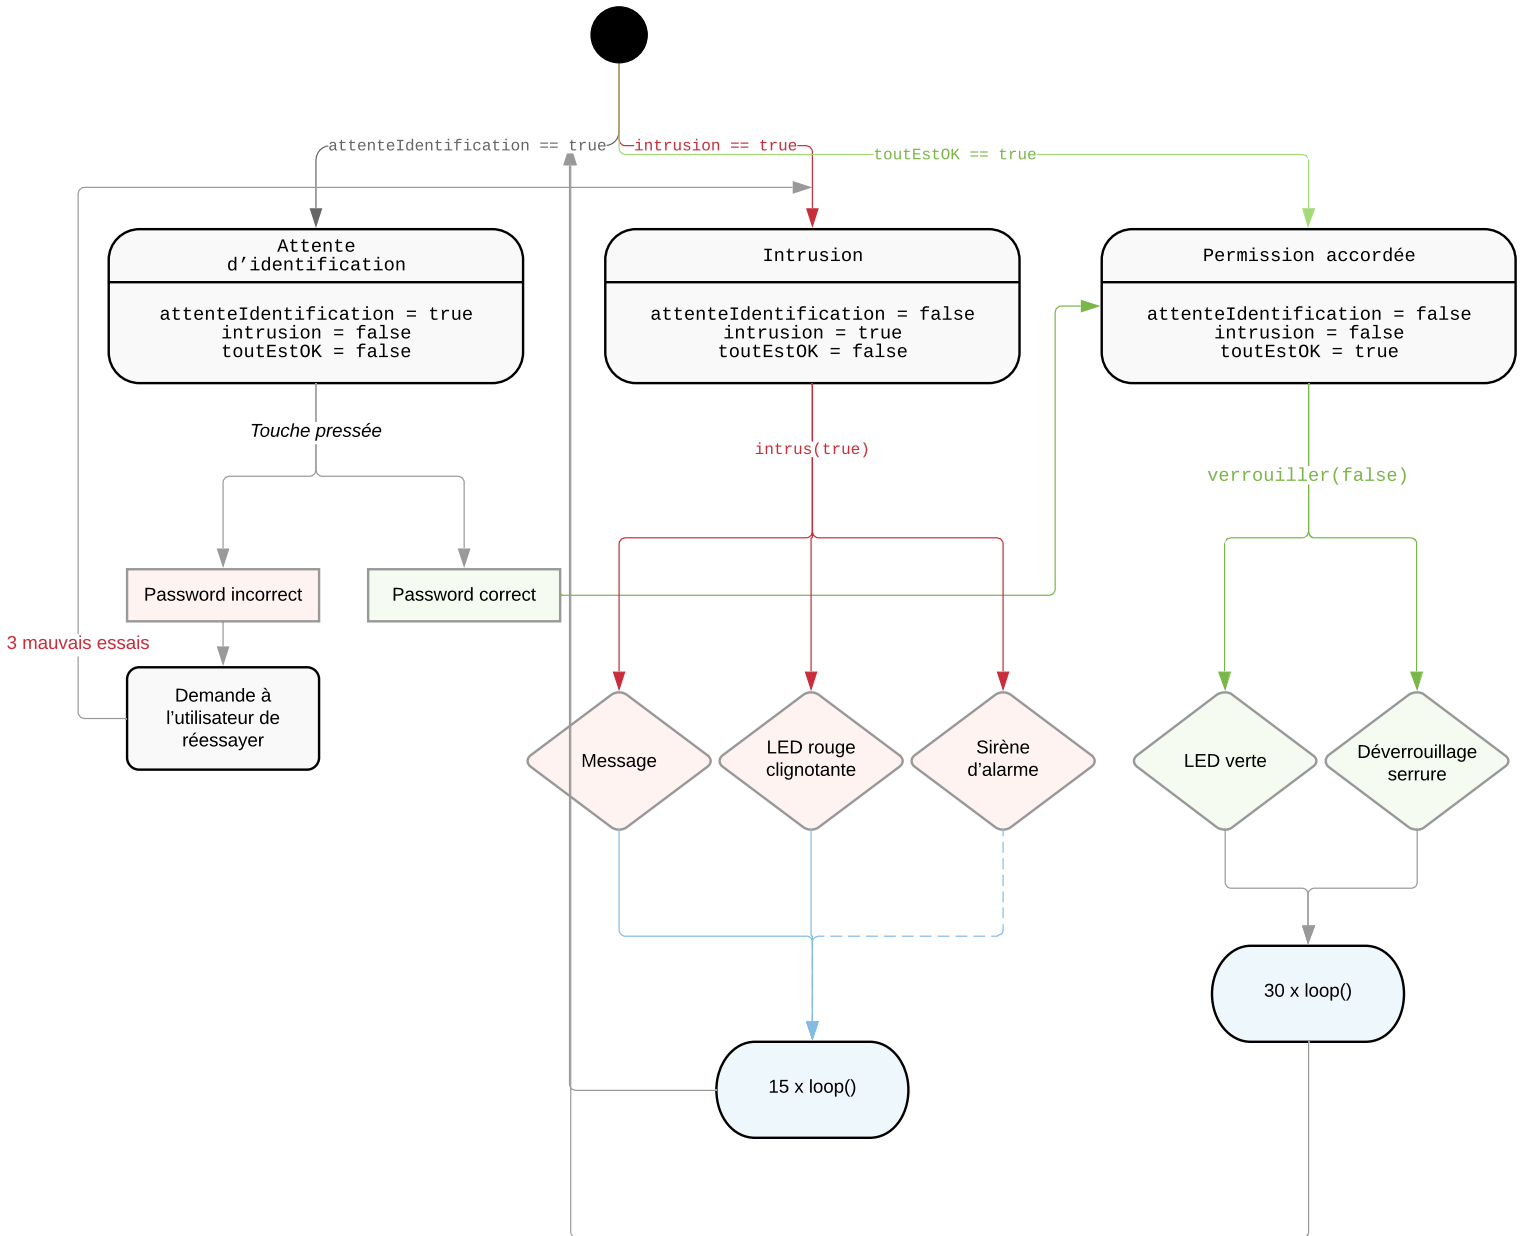 attenteIdentification == true
intrusion == true
toutEstOK == true
Attente
d’identification
attenteIdentification = true
intrusion = false
toutEstOK = false
Intrusion
attenteIdentification = false
intrusion = true
toutEstOK = false
Permission accordée
attenteIdentification = false
intrusion = false
toutEstOK = true
Touche pressée
intrus(true)
verrouiller(false)
Password incorrect
Password correct
3 mauvais essais
Demande à
l’utilisateur de
réessayer
Message
LED rouge
clignotante
Sirène
d’alarme
LED verte
Déverrouillage
serrure
30 x loop()
15 x loop()